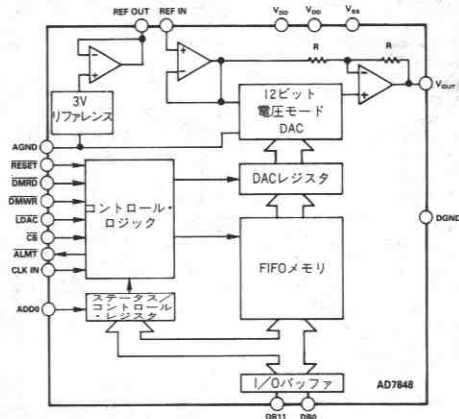 REF OUT REF IN VDD VDD VSS
R R
3V
リファレンス
12ビット
電圧モード
DAC
VOUT
AGND
RESET
DMRD
DMWR
LDAC
CS
ALMT
CLK IN
ADD0
コントロール・
ロジック
DACレジスタ
DGND
FIFOメモリ
ステータス/
コントロール・
レジスタ
I/Oバッファ
AD7848
DB11 DB0